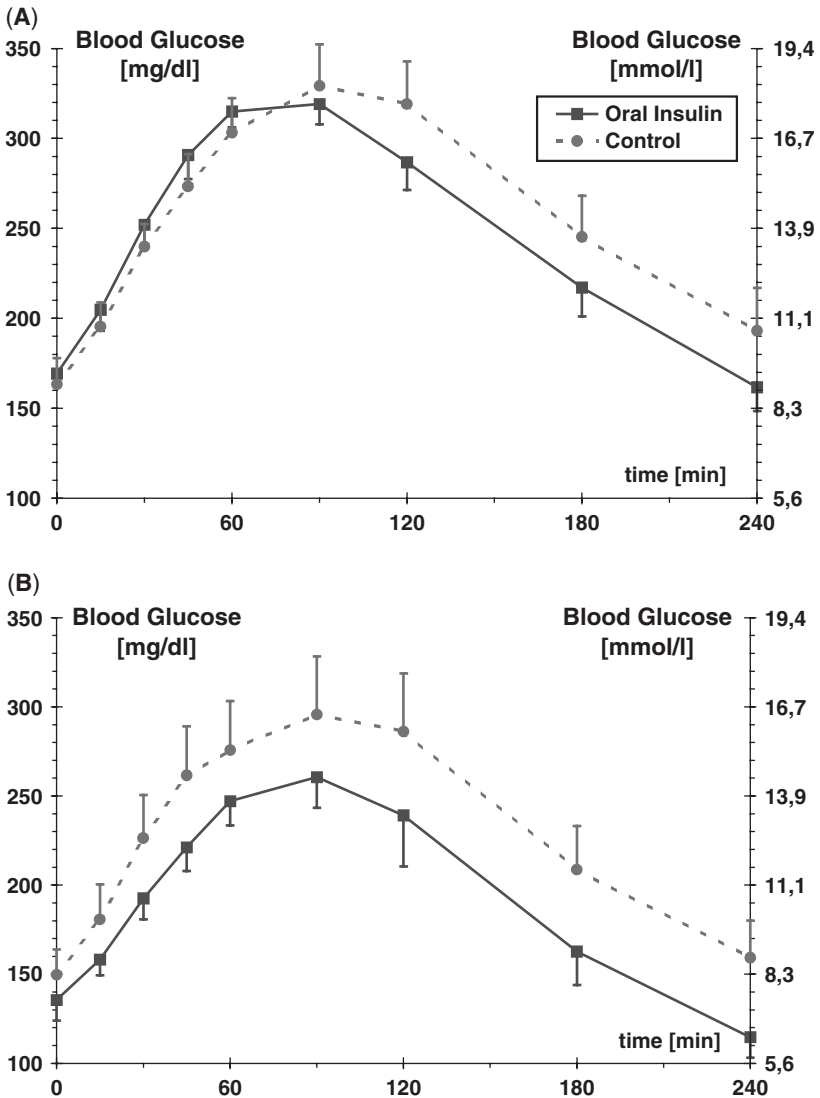 (A)
Blood Glucose
[mg/dl]
Blood Glucose
[mmol/l]
350
300
250
200
150
100
19,4
16,7
13,9
11,1
8,3
5,6
Oral Insulin
Control
time [min]
0
60
120
180
240
(B)
Blood Glucose
[mg/dl]
Blood Glucose
[mmol/l]
350
300
250
200
150
100
19,4
16,7
13,9
11,1
8,3
5,6
time [min]
0
60
120
180
240